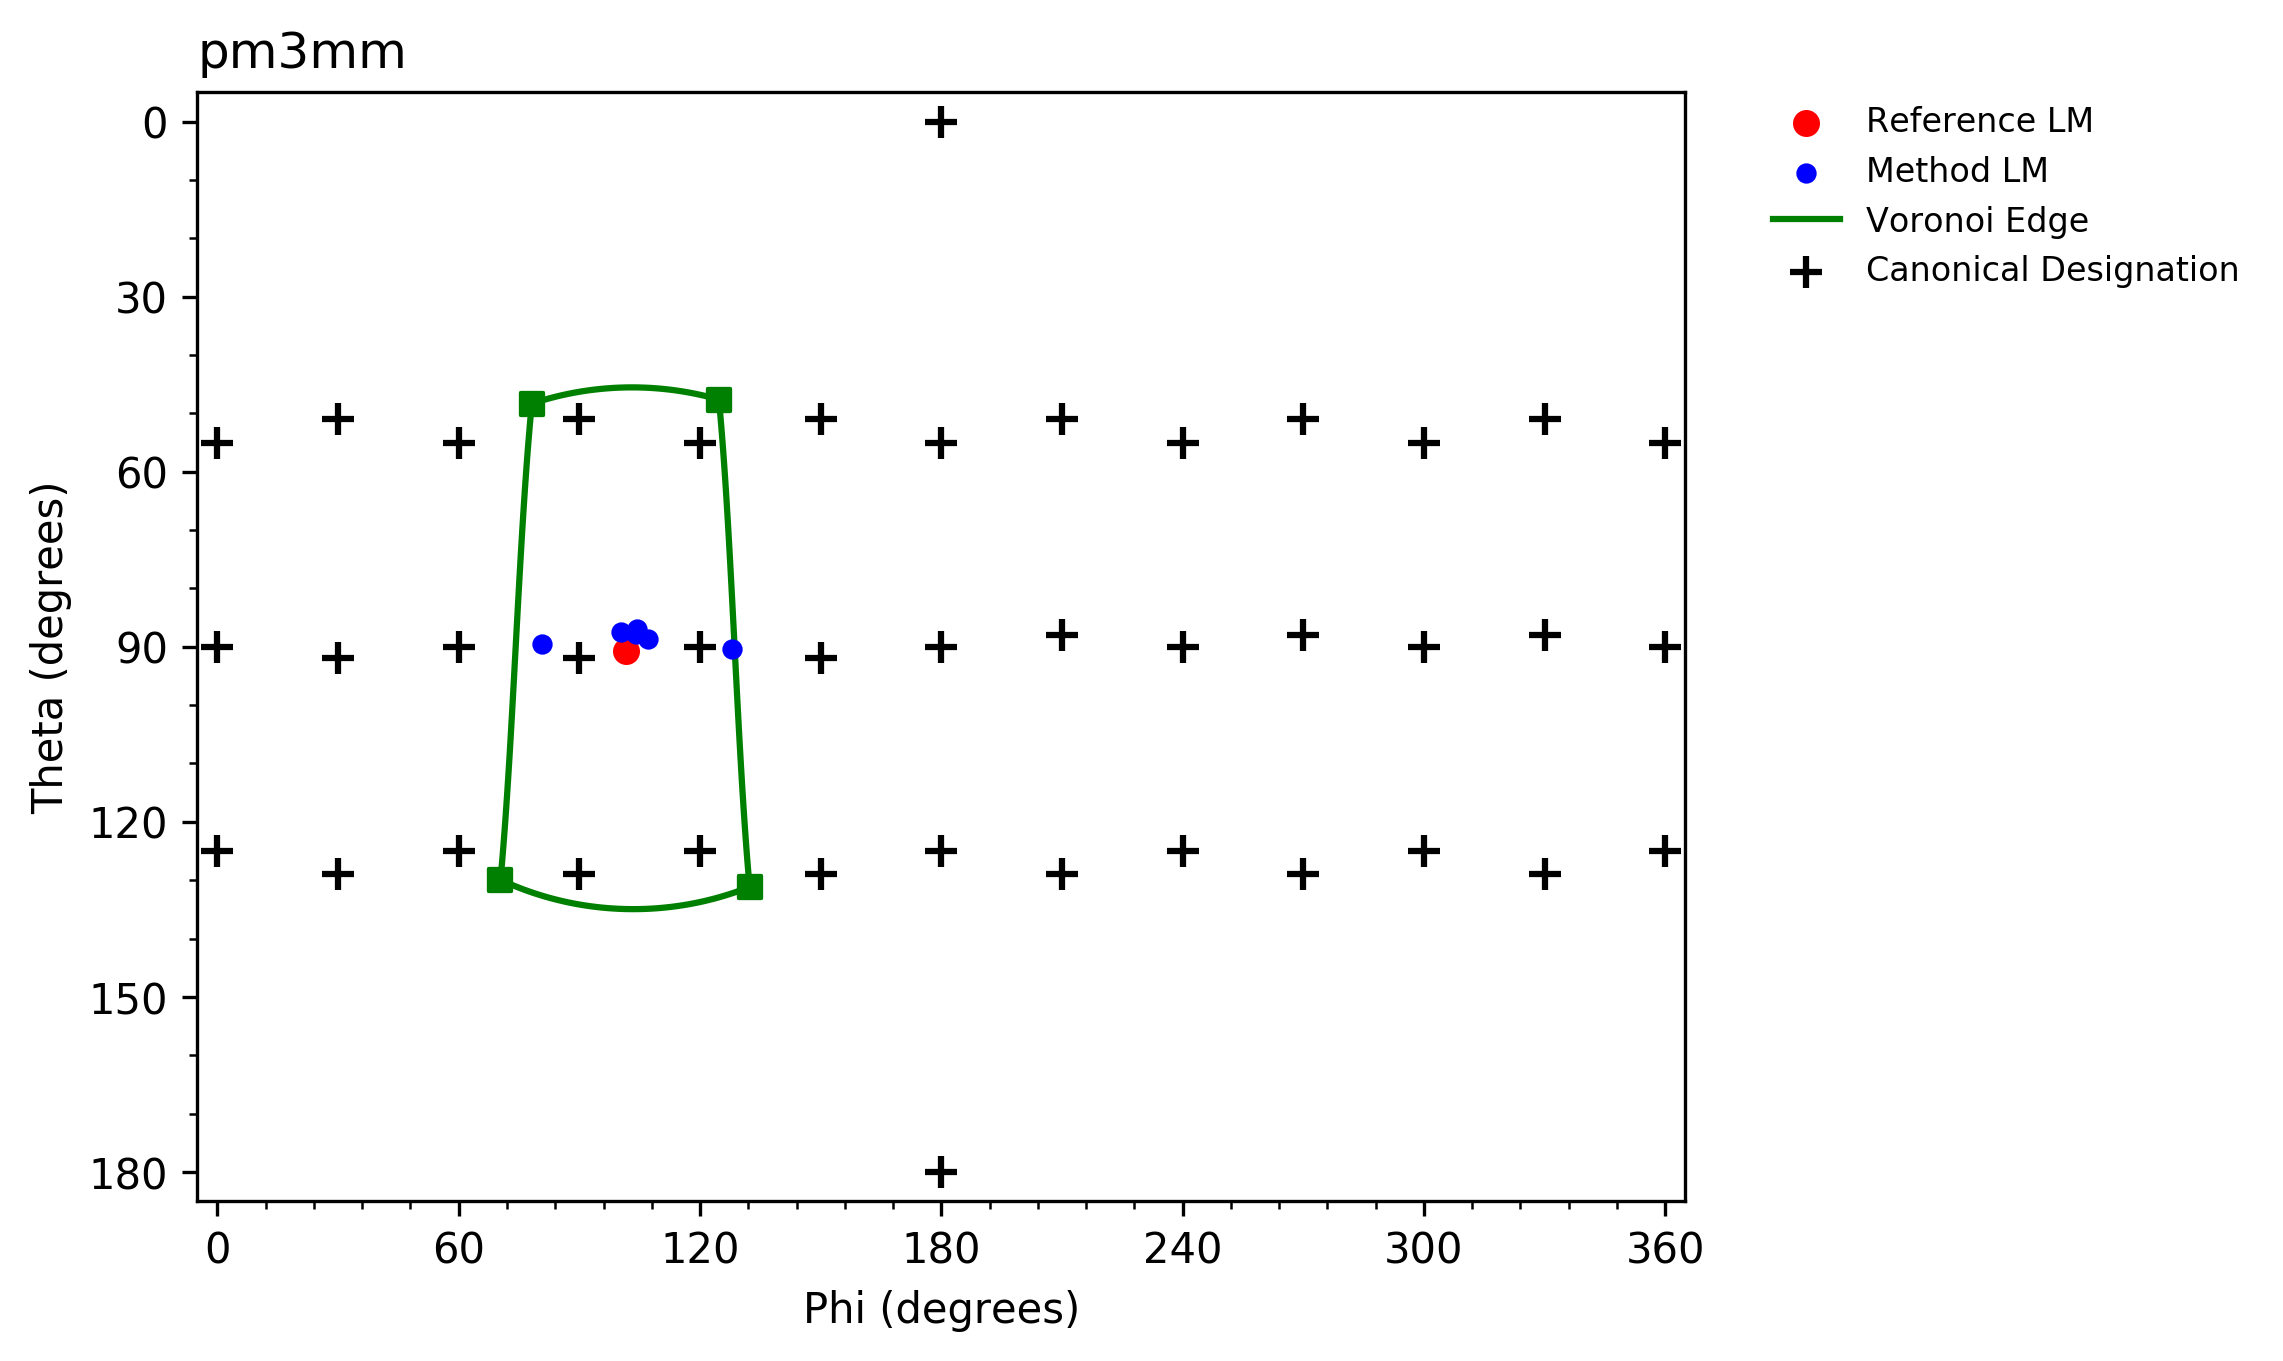 pm3mm
Reference LM
Method LM
Voronoi Edge
Canonical Designation
0
30
60
90
120
150
180
Theta (degrees)
0 60 120 180 240 300 360
Phi (degrees)